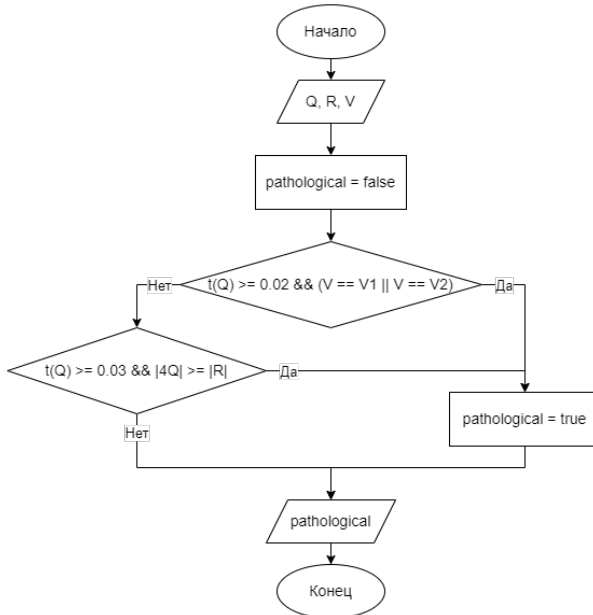 Начало
Q, R, V
pathological = false
t(Q) >= 0.02 && (V == V1 || V == V2)
Нет
Да
t(Q) >= 0.03 && |4Q| >= |R|
Да
Нет
pathological = true
pathological
Конец